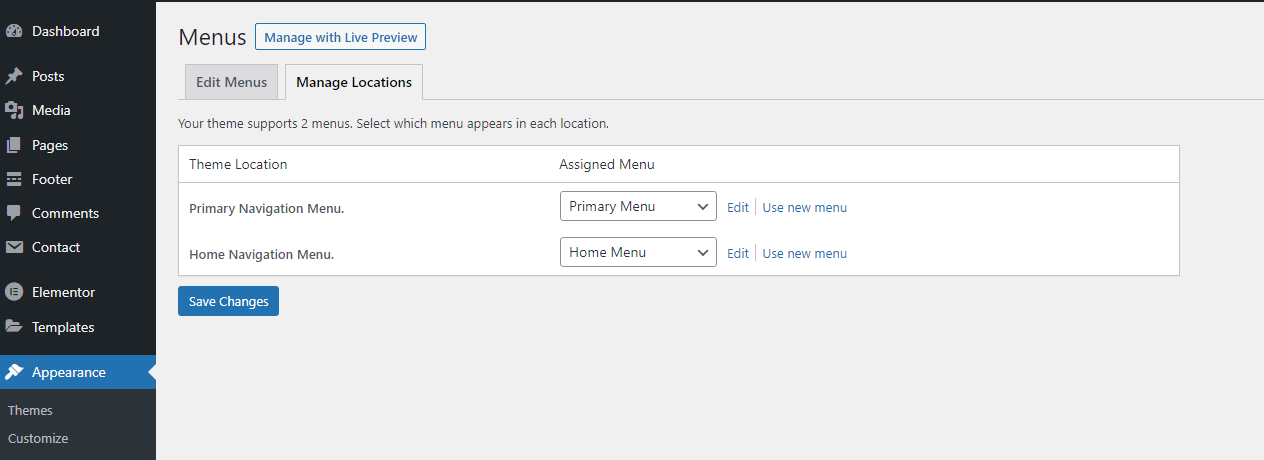 Dashboard
Posts
Media
Pages
Footer
Comments
Contact
Elementor
Templates
Appearance
Themes
Customize
Menus Manage with Live Preview
Edit Menus Manage Locations
Your theme supports 2 menus. Select which menu appears in each location.
Theme Location Assigned Menu
Primary Navigation Menu. Primary Menu Edit Use new menu
Home Navigation Menu. Home Menu Edit Use new menu
Save Changes